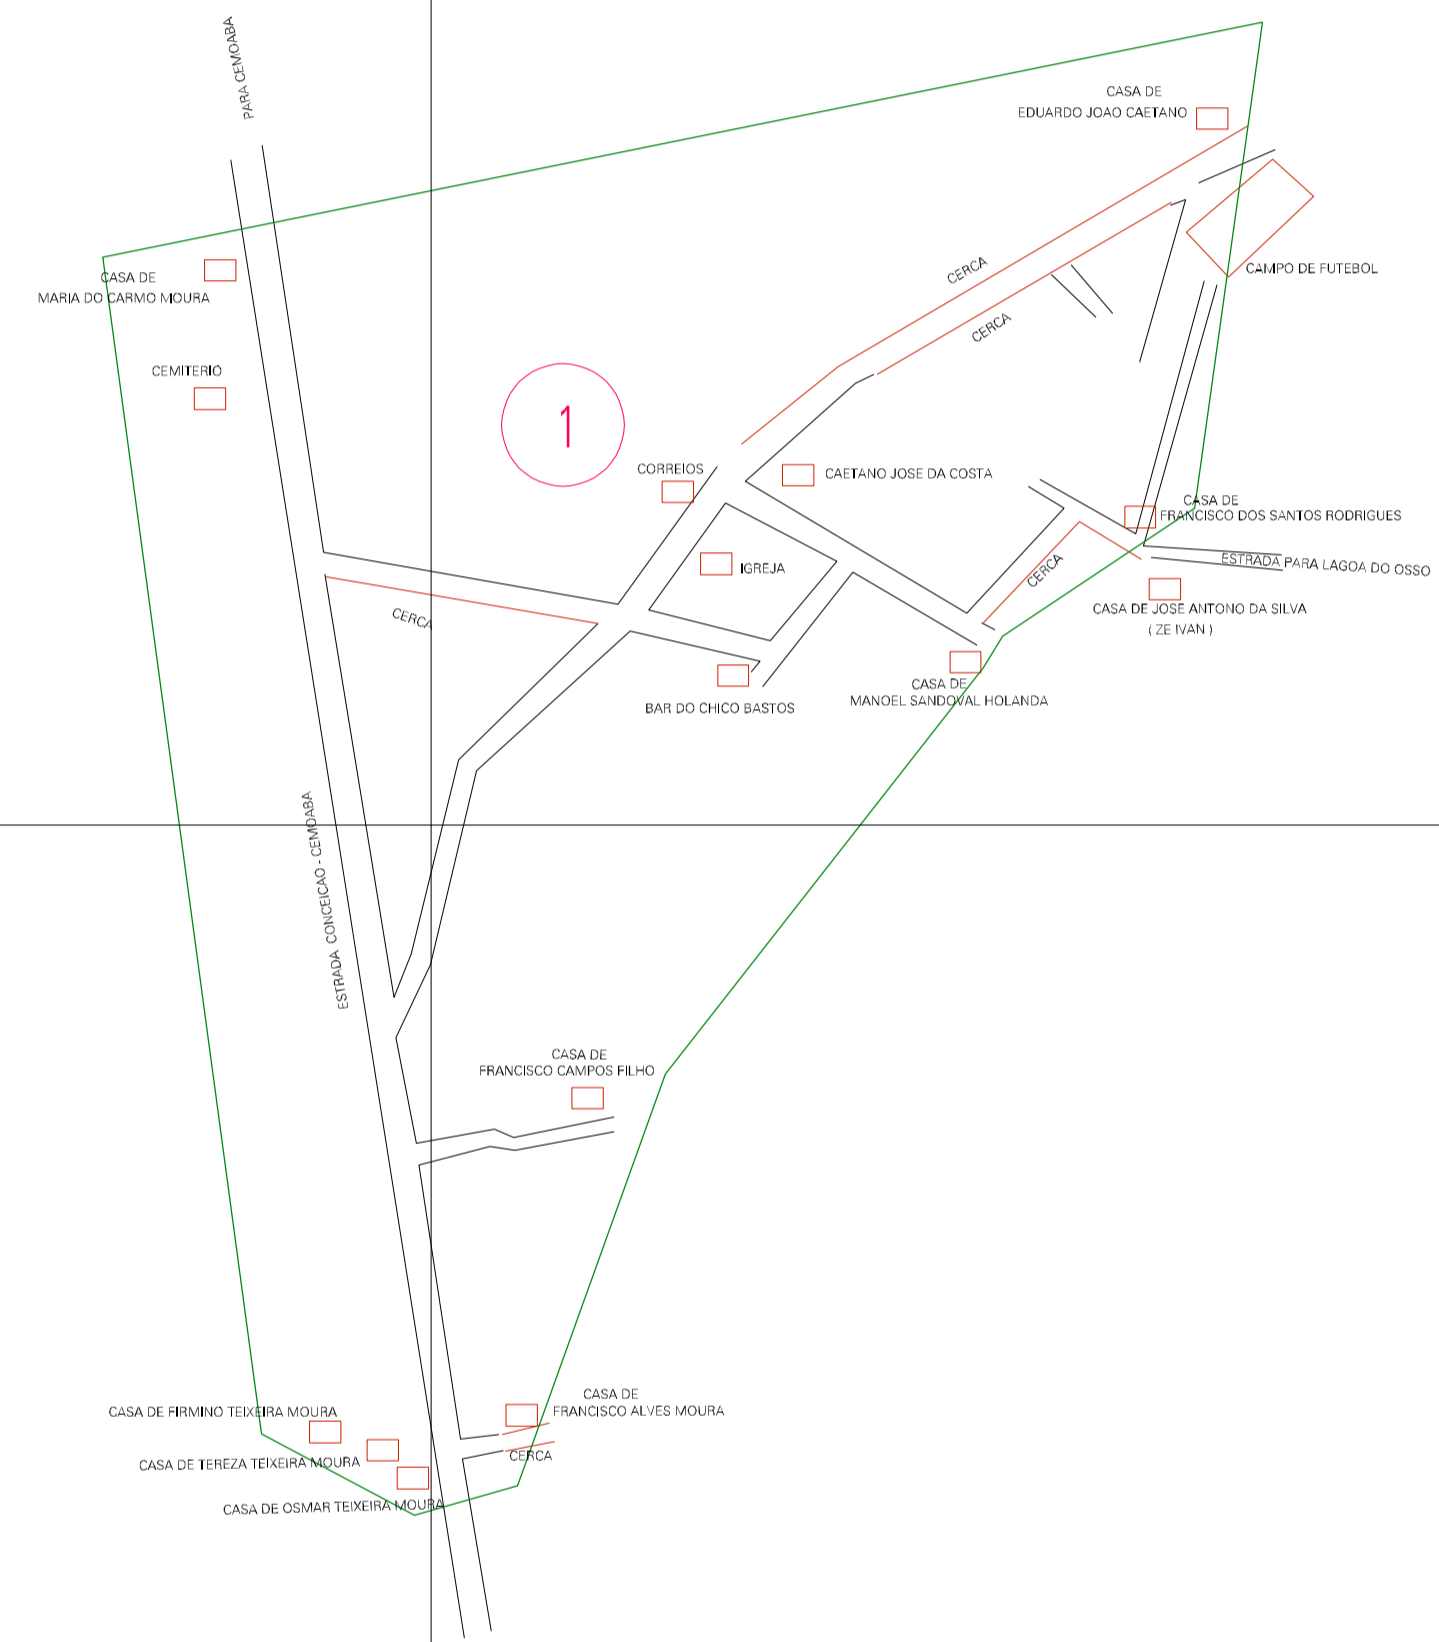 PARA CEMOABA
CASA DE
EDUARDO JOAO CAETANO
CAMPO DE FUTEBOL
CERCA
CERCA
CASA DE
MARIA DO CARMO MOURA
CEMITERIO
1
CORREIOS
CAETANO JOSE DA COSTA
CASA DE
FRANCISCO DOS SANTOS RODRIGUES
ESTRADA PARA LAGOA DO OSSO
IGREJA
CERCA
CASA DE JOSE ANTONO DA SILVA
( ZE IVAN )
CERCA
CASA DE
MANOEL SANDOVAL HOLANDA
BAR DO CHICO BASTOS
ESTRADA CONCEICAO - CEMOABA
CASA DE
FRANCISCO CAMPOS FILHO
CASA DE
FRANCISCO ALVES MOURA
CERCA
CASA DE FIRMINO TEIXEIRA MOURA
CASA DE TEREZA TEIXEIRA MOURA
CASA DE OSMAR TEIXEIRA MOURA